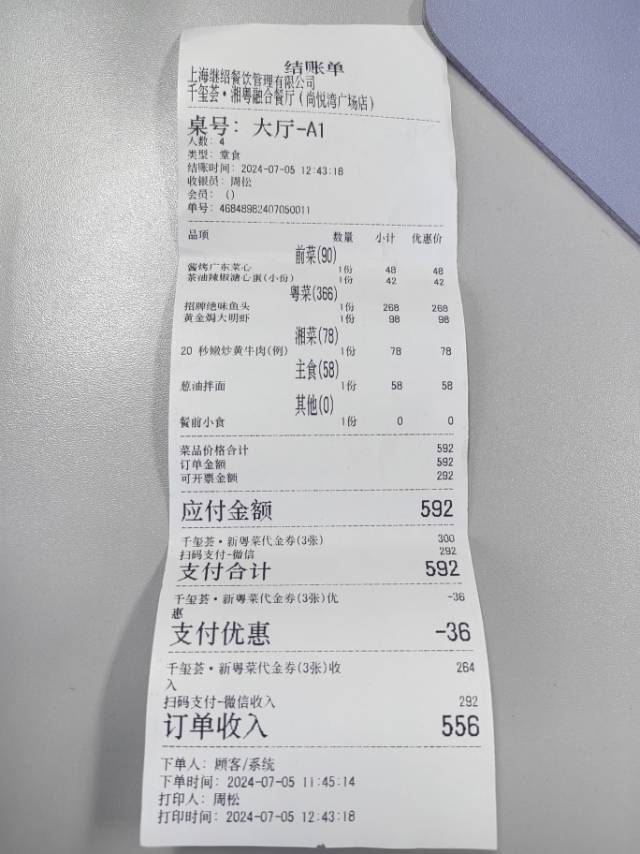 结账单
上海继绍餐饮管理有限公司
千玺荟·湘粤融合餐厅(尚悦湾广场店)
桌号: 大厅-A1
人数: 4
类型: 堂食
结账时间: 2024-07-05 12:43:18
收银员: 周松
会员: ()
单号: 46848982407050011
品项 数量 小计 优惠价
前菜(90)
酱烤广东菜心 1份 48 48
茶油辣椒溏心蛋(小份) 1份 42 42
粤菜(366)
招牌绝味鱼头 1份 268 268
黄金焗大明虾 1份 98 98
湘菜(78)
20 秒嫩炒黄牛肉(例) 1份 78 78
主食(58)
葱油拌面 1份 58 58
其他(0)
餐前小食 1份 0 0
菜品价格合计 592
订单金额 592
可开票金额 292
应付金额 592
千玺荟·新粤菜代金券(3张) 300
扫码支付-微信 292
支付合计 592
千玺荟·新粤菜代金券(3张)优 -36
惠
支付优惠 -36
千玺荟·新粤菜代金券(3张)收 264
入
扫码支付-微信收入 292
订单收入 556
下单人: 顾客/系统
下单时间: 2024-07-05 11:45:14
打印人: 周松
打印时间: 2024-07-05 12:43:18